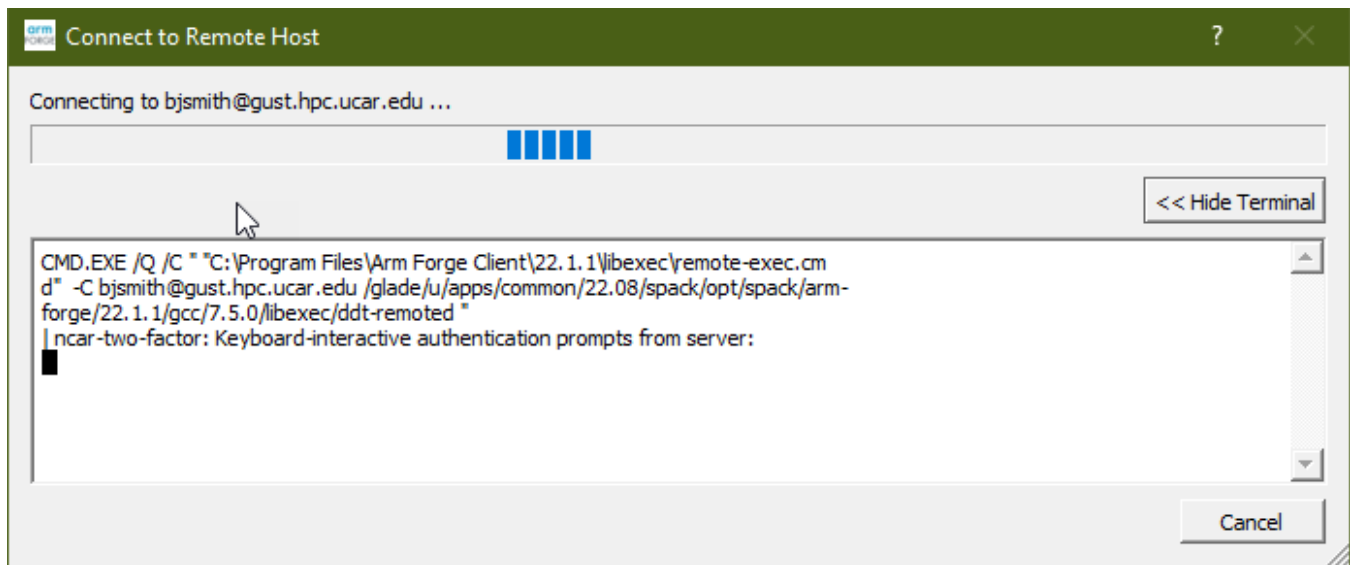 arm
FORGE
Connect to Remote Host
?
Connecting to bjsmith@gust.hpc.ucar.edu ...
<< Hide Terminal
CMD.EXE /Q /C " "C:\Program Files\Arm Forge Client\22.1.1\libexec\remote-exec.cm
d"  -C bjsmith@gust.hpc.ucar.edu /glade/u/apps/common/22.08/spack/opt/spack/arm-
forge/22.1.1/gcc/7.5.0/libexec/ddt-remoted "
| ncar-two-factor: Keyboard-interactive authentication prompts from server:
Cancel